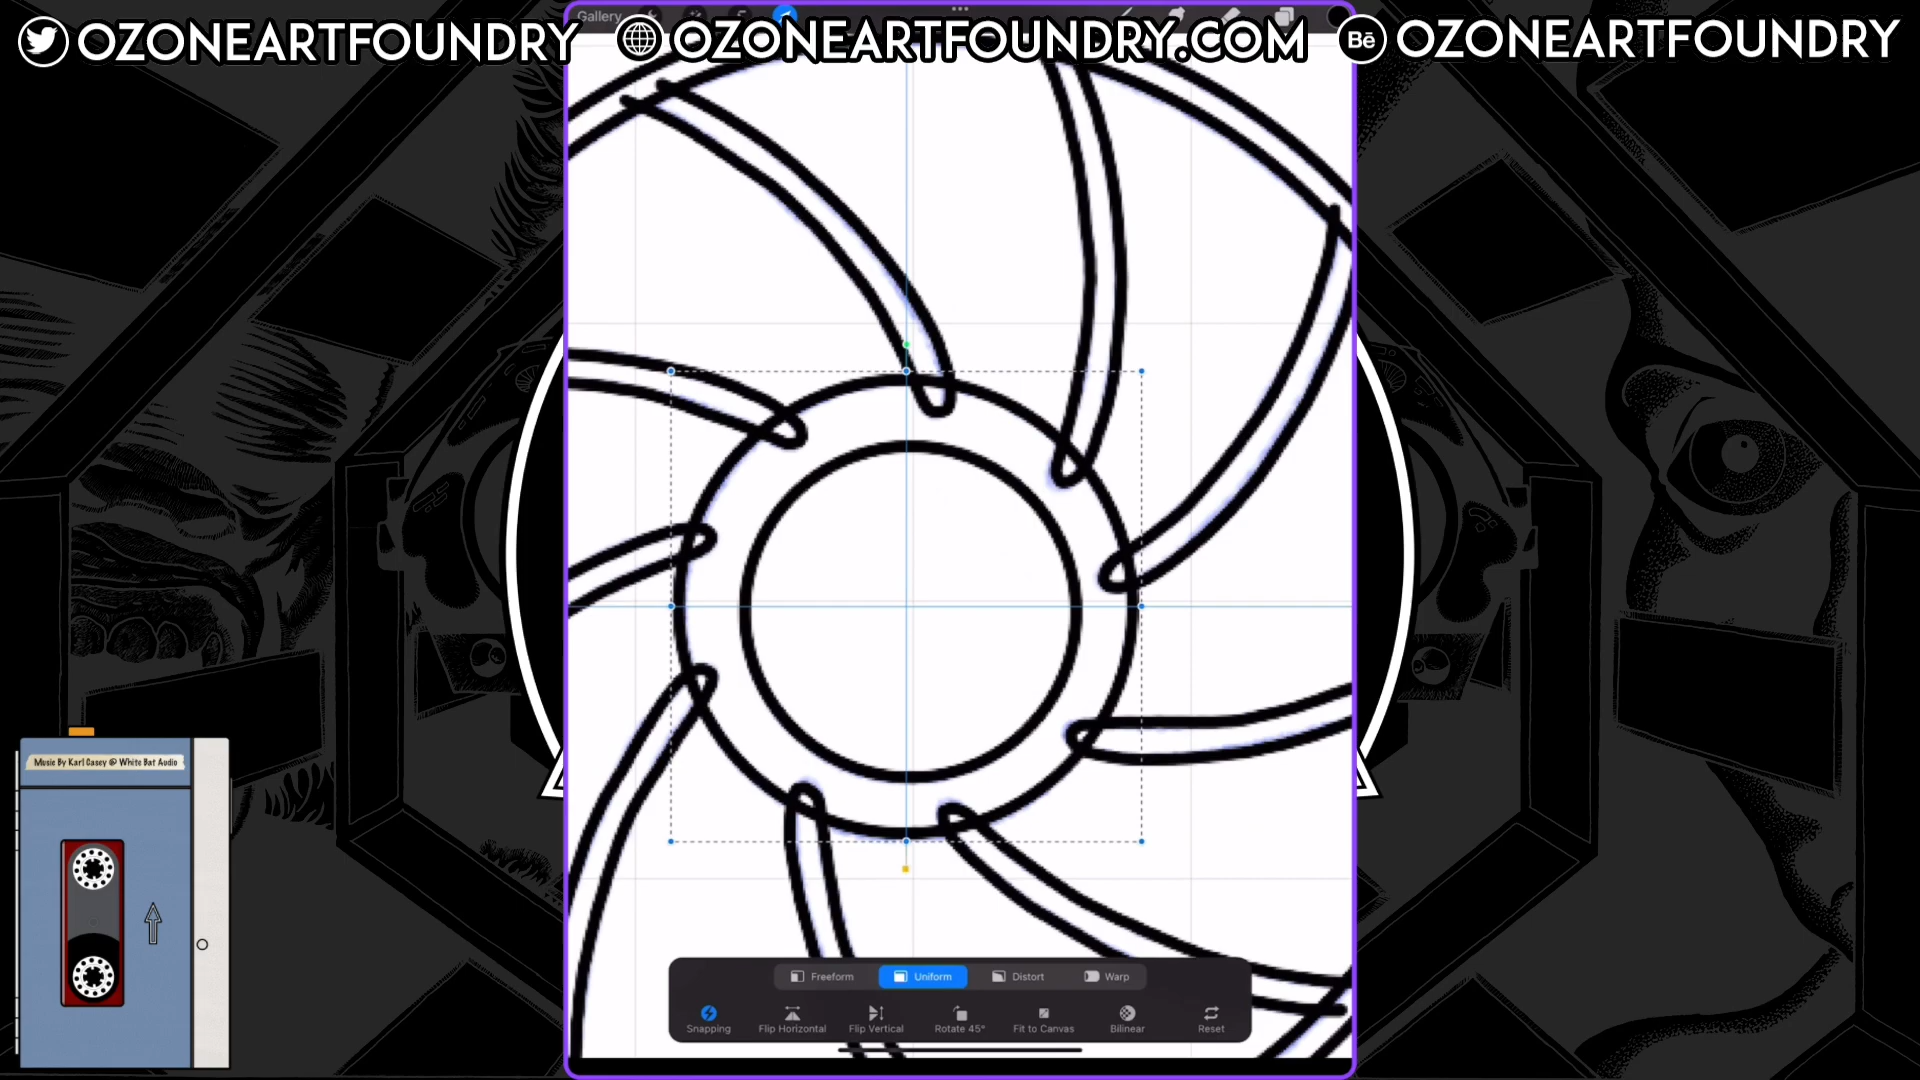 OZONEARTFOUNDRY
OZONEARTFOUNDRY.COM
Bē OZONEARTFOUNDRY
Gallery
Music By Karl Casey @ White Bat Audio
Freeform
Uniform
Distort
Warp
Snapping
Flip Horizontal
Flip Vertical
Rotate 45°
Fit to Canvas
Bilinear
Reset